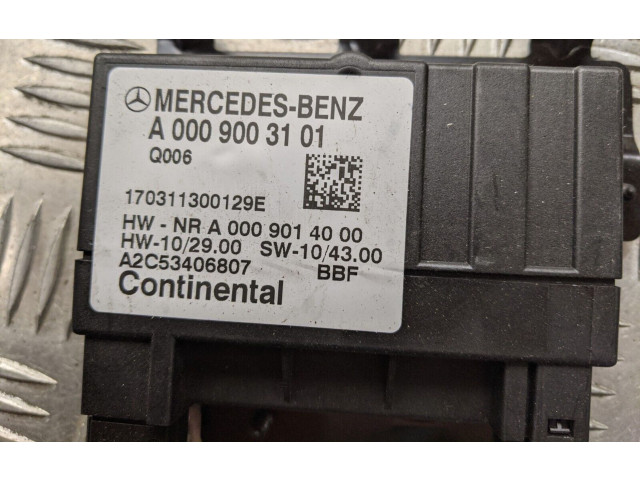 MERCEDES-BENZ
A 000 900 31 01
Q006
170311300129E
HW - NR A 000 901 40 00
HW-10/29.00 SW-10/43.00
A2C53406807 BBF
Continental